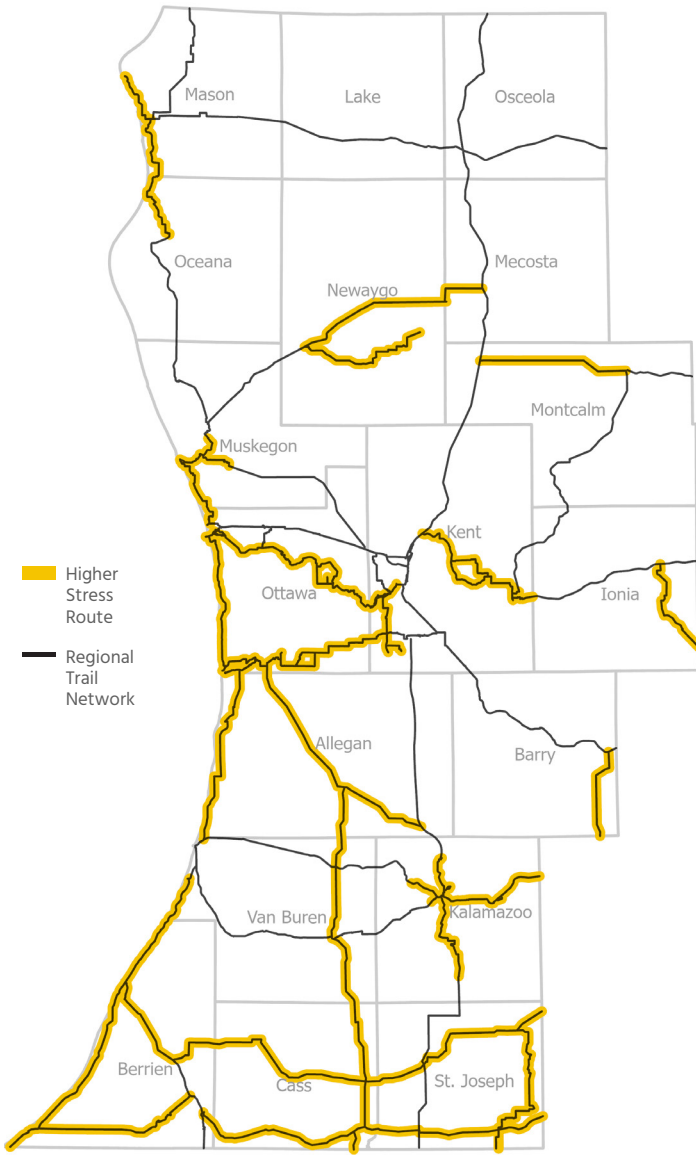 Mason
Lake
Osceola
Oceana
Mecosta
Newaygo
Montcalm
Muskegon
Kent
Higher
Stress
Route
Ottawa
Ionia
Regional
Trail
Network
Allegan
Barry
Van Buren
Kalamazoo
Berrien
Cass
St. Joseph